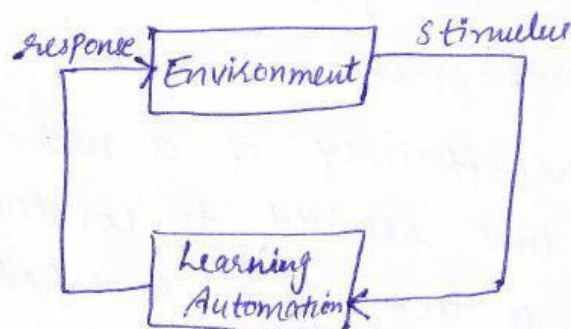 response
Stimulus
Environment
Learning
Automation